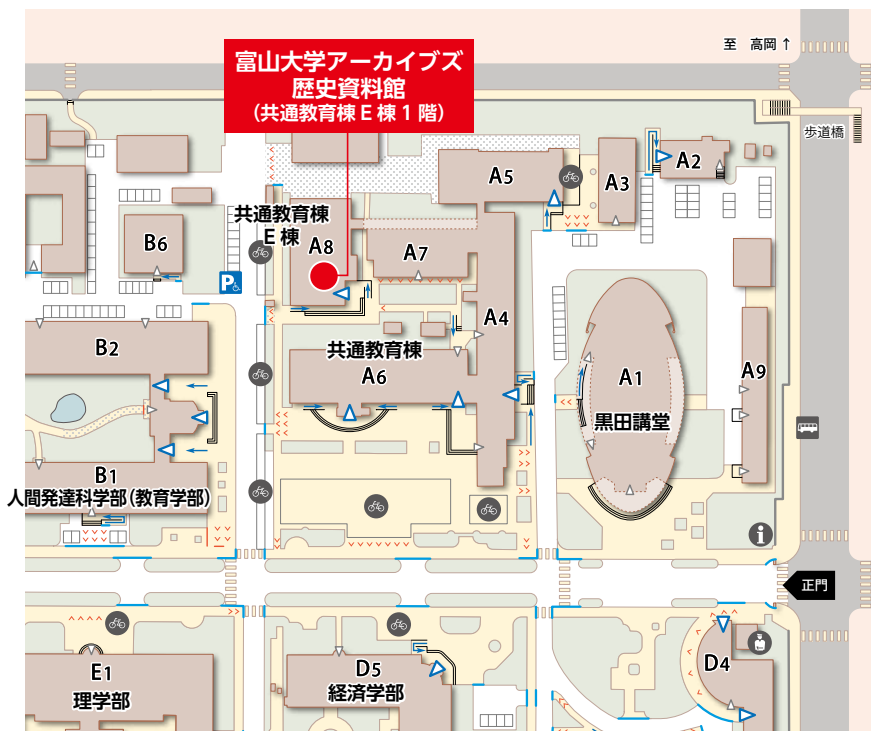 至 高岡↑
富山大学アーカイブズ
歴史資料館
（共通教育棟E棟1階）
歩道橋
A5
A3
A2
共通教育棟
E棟
A8
A7
B6
P
A4
B2
共通教育棟
A6
A1
黒田講堂
A9
B1
人間発達科学部（教育学部）
i
正門
E1
理学部
D5
経済学部
D4